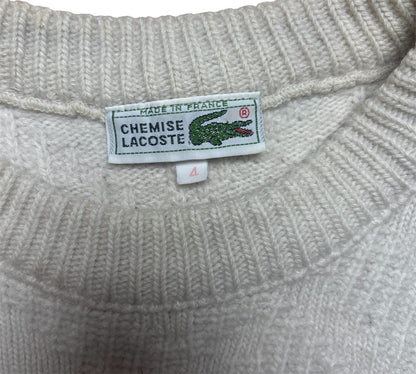 MADE IN FRANCE
CHEMISE
LACOSTE
®
4